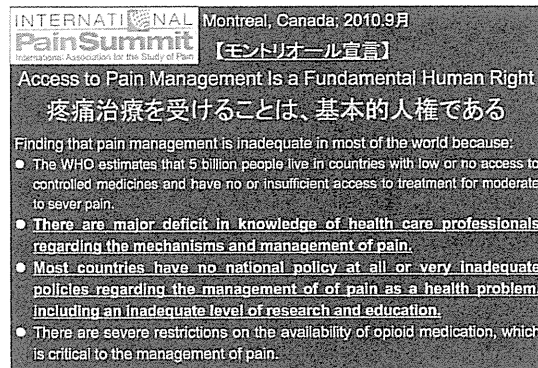 INTERNATIONAL
PainSummit
International Association for the Study of Pain
Montreal, Canada; 2010.9月
【モントリオール宣言】
Access to Pain Management Is a Fundamental Human Right
疼痛治療を受けることは、基本的人権である
Finding that pain management is inadequate in most of the world because:
● The WHO estimates that 5 billion people live in countries with low or no access to
controlled medicines and have no or insufficient access to treatment for moderate
to sever pain.
● There are major deficit in knowledge of health care professionals
regarding the mechanisms and management of pain.
● Most countries have no national policy at all or very inadequate
policies regarding the management of of pain as a health problem,
including an inadequate level of research and education.
● There are severe restrictions on the availability of opioid medication, which
is critical to the management of pain.